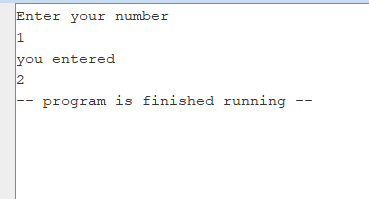 Enter your number
1
you entered
2
-- program is finished running --